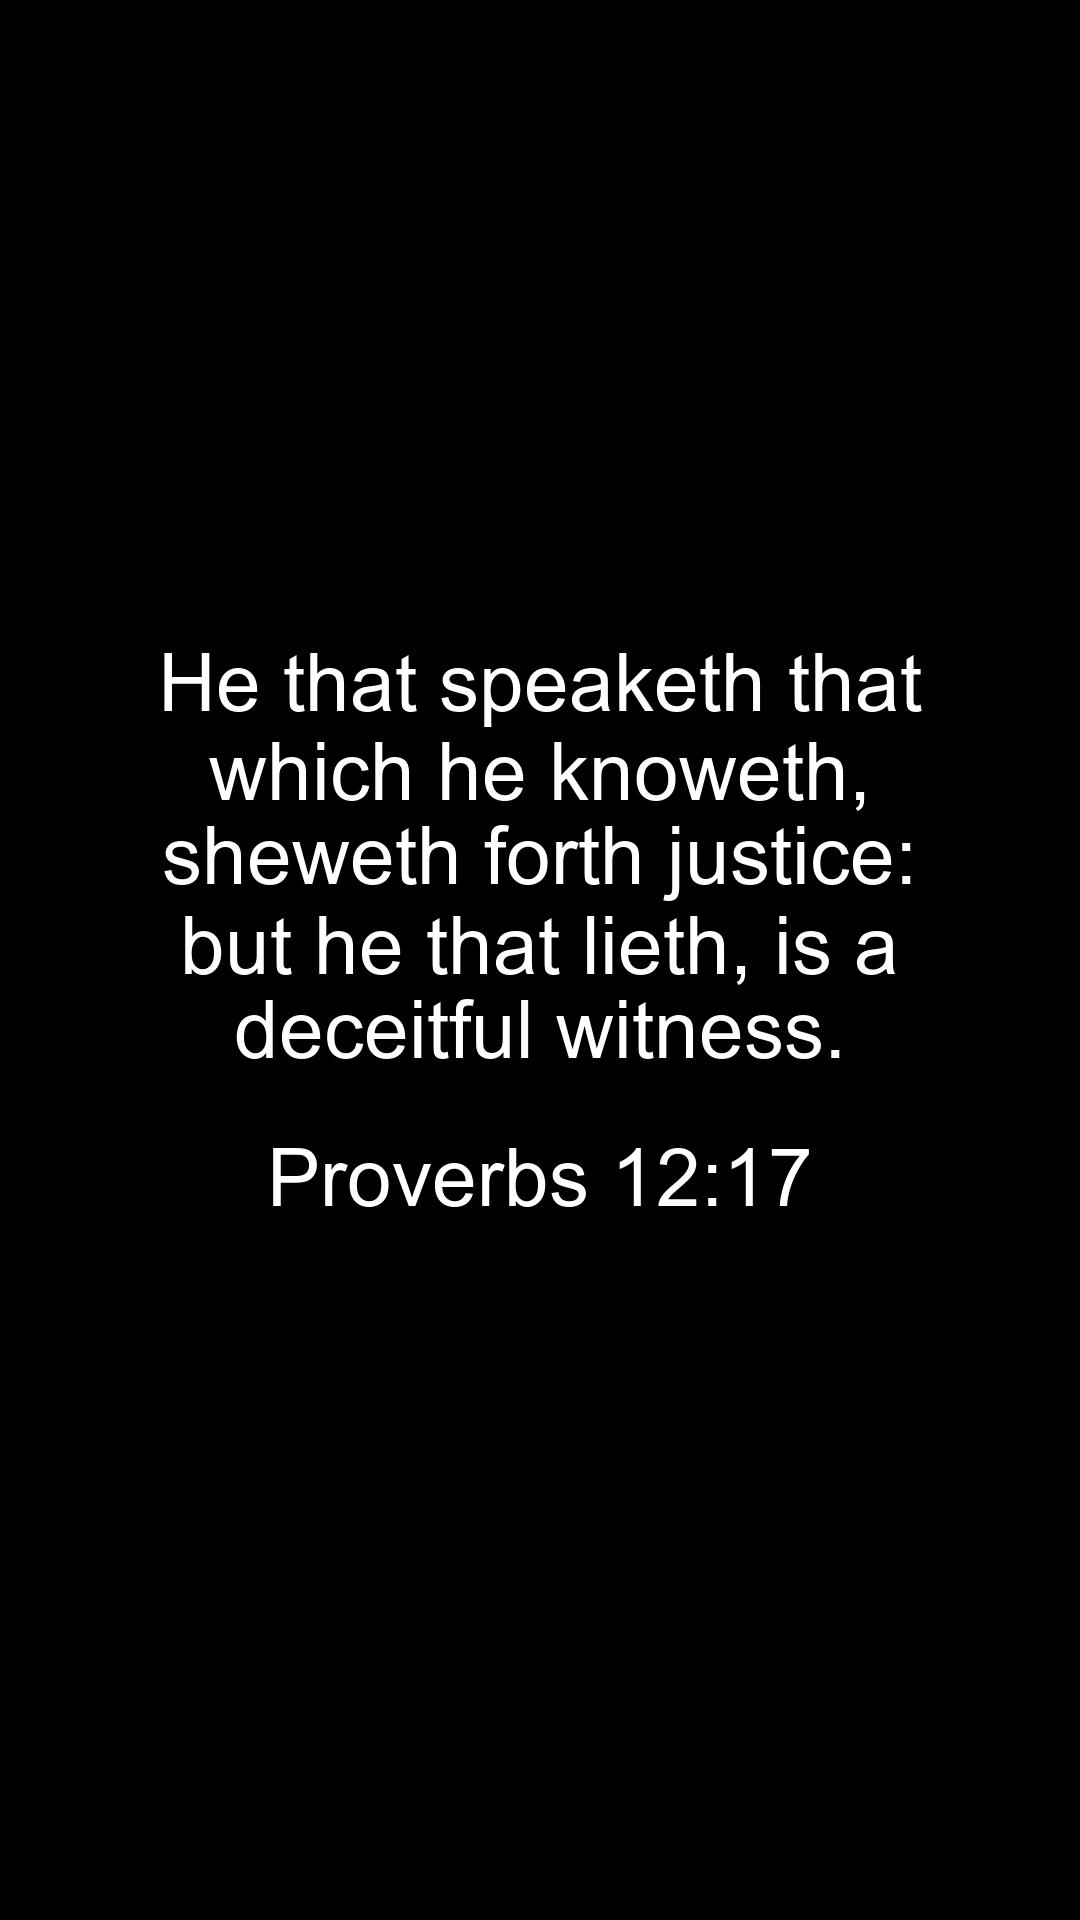 He that speaketh that
which he knoweth,
sheweth forth justice:
but he that lieth, is a
deceitful witness.
Proverbs 12:17